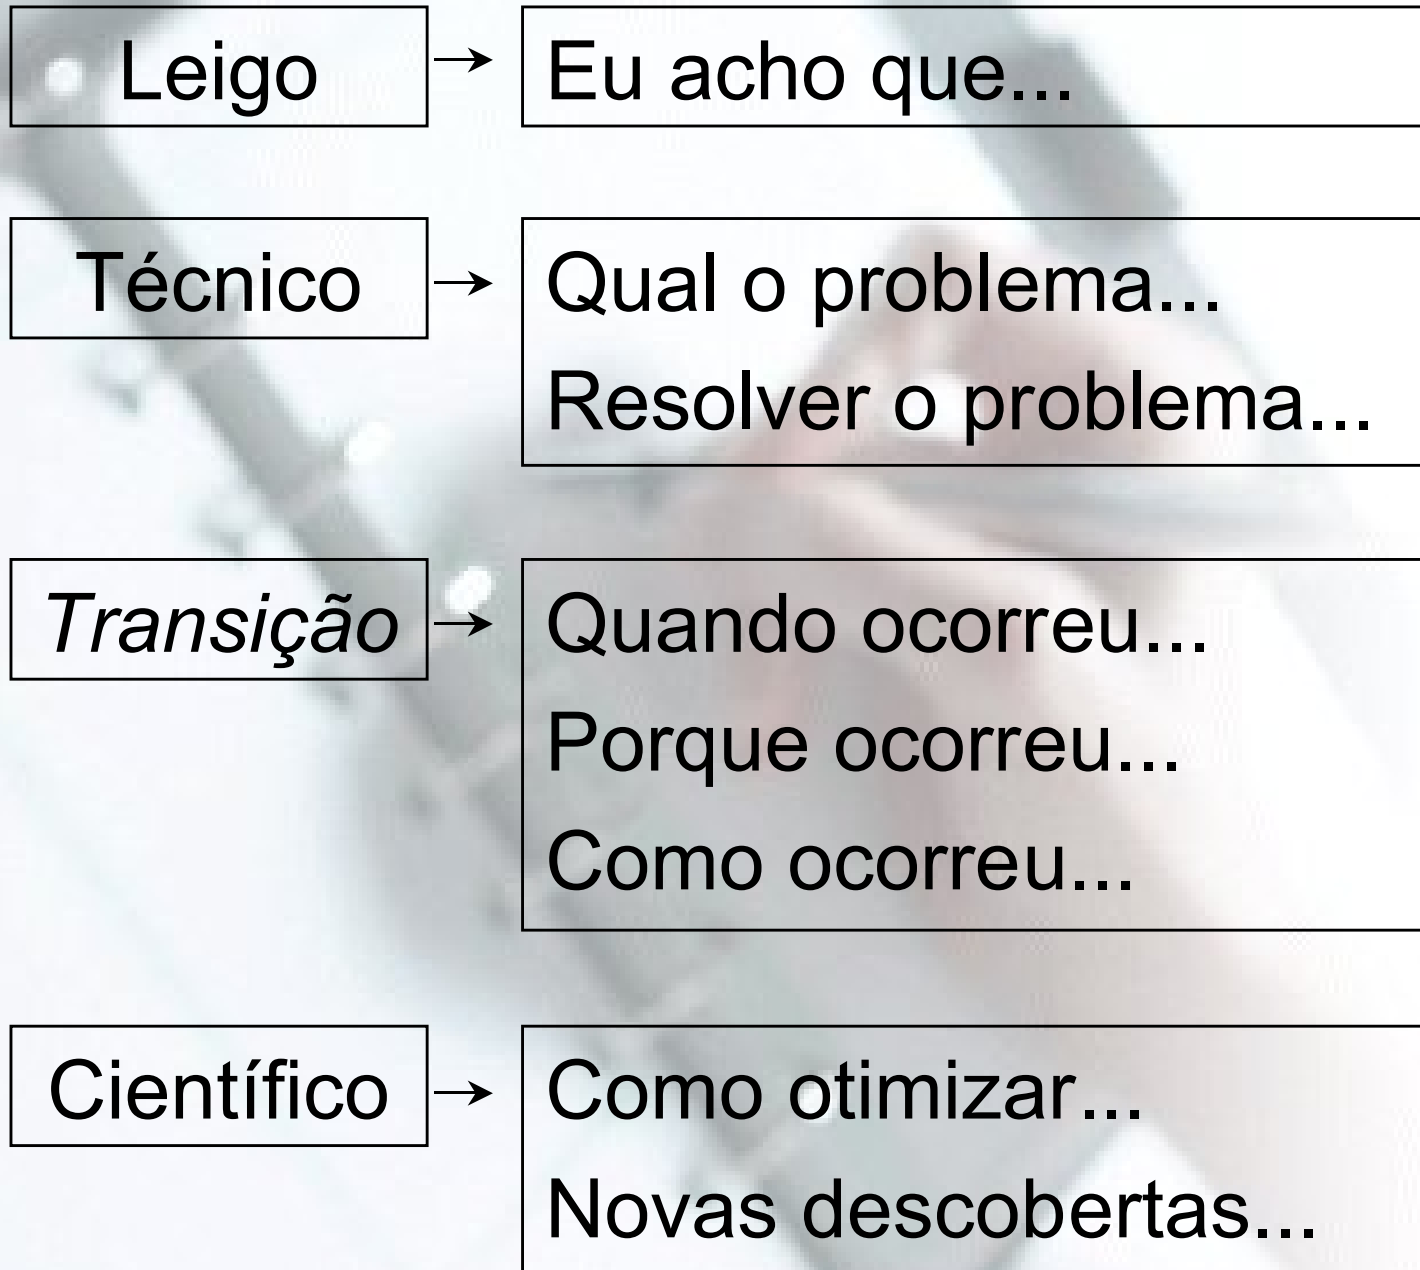 Leigo → Eu acho que...
Técnico → Qual o problema...
Resolver o problema...
Transição → Quando ocorreu...
Porque ocorreu...
Como ocorreu...
Científico → Como otimizar...
Novas descobertas...